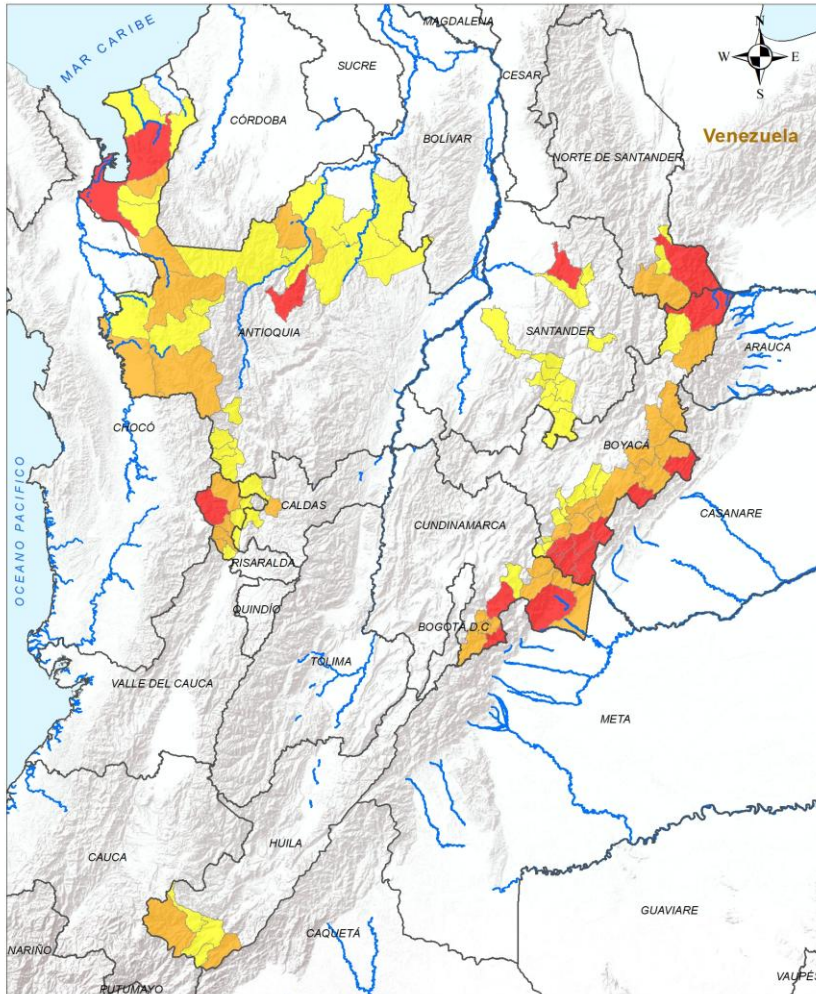 MAGDALENA
N
W E
S
MAR CARIBE
SUCRE
CESAR
CÓRDOBA
BOLÍVAR
Venezuela
NORTE DE SANTANDER
ANTIOQUIA
SANTANDER
ARAUCA
CHOCÓ
BOYACÁ
CALDAS
CASANARE
CUNDINAMARCA
OCEANO PACIFICO
RISARALDA
QUINDÍO
BOGOTÁ, D.C
TOLIMA
VALLE DEL CAUCA
META
HUILA
CAUCA
GUAVIARE
CAQUETÁ
NARIÑO
PUTUMAYO
VAUPÉS